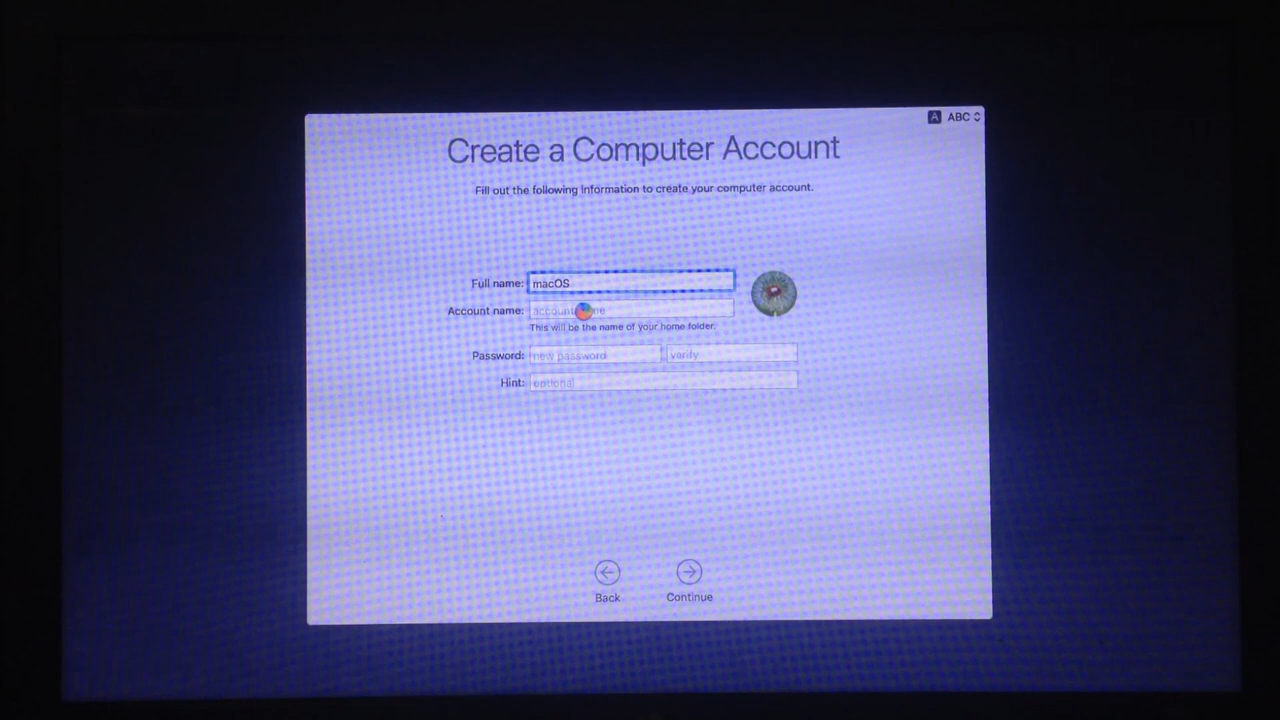 A ABC
Create a Computer Account
Fill out the following information to create your computer account.
Full name: macOS
Account name:
This will be the name of your home folder.
Password: new password verify
Hint: optional
Back Continue